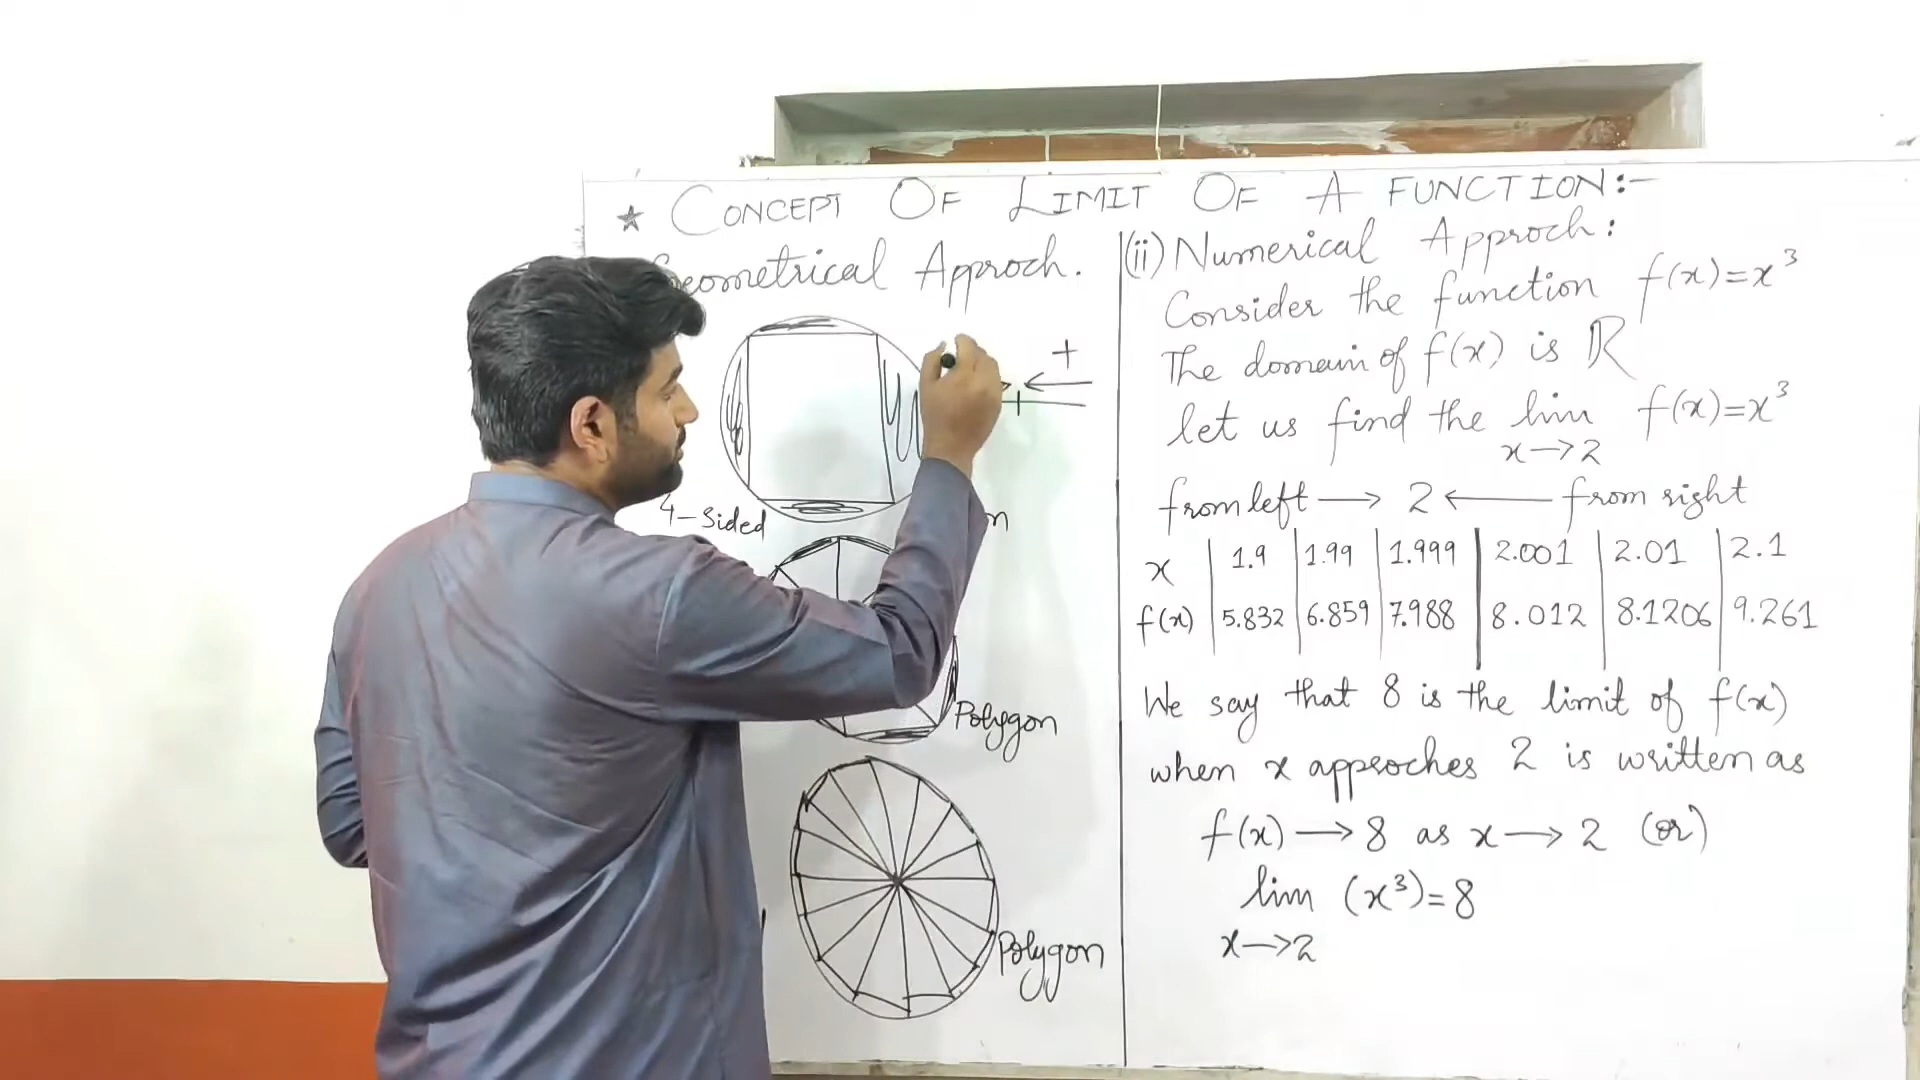 ★ CONCEPT OF LIMIT OF A FUNCTION:-
Approch.
+
4-Sided
Polygon
Polygon
(ii) Numerical Approch:
Consider the function f(x)=x³
The domain of f(x) is ℝ
let us find the lim f(x)=x³
x→2
from left → 2 ← from right
x | 1.9 | 1.99 | 1.999 | 2.001 | 2.01 | 2.1
f(x) | 5.832 | 6.859 | 7.988 | 8.012 | 8.1206 | 9.261
We say that 8 is the limit of f(x)
when x approches 2 is written as
f(x) → 8 as x → 2 (or)
lim (x³)=8
x→2